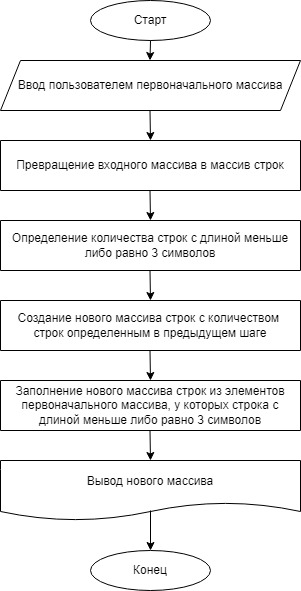 Старт
Ввод пользователем первоначального массива
Превращение входного массива в массив строк
Определение количества строк с длиной меньше
либо равно 3 символов
Создание нового массива строк с количеством
строк определенным в предыдущем шаге
Заполнение нового массива строк из элементов
первоначального массива, у которых строка с
длиной меньше либо равно 3 символов
Вывод нового массива
Конец